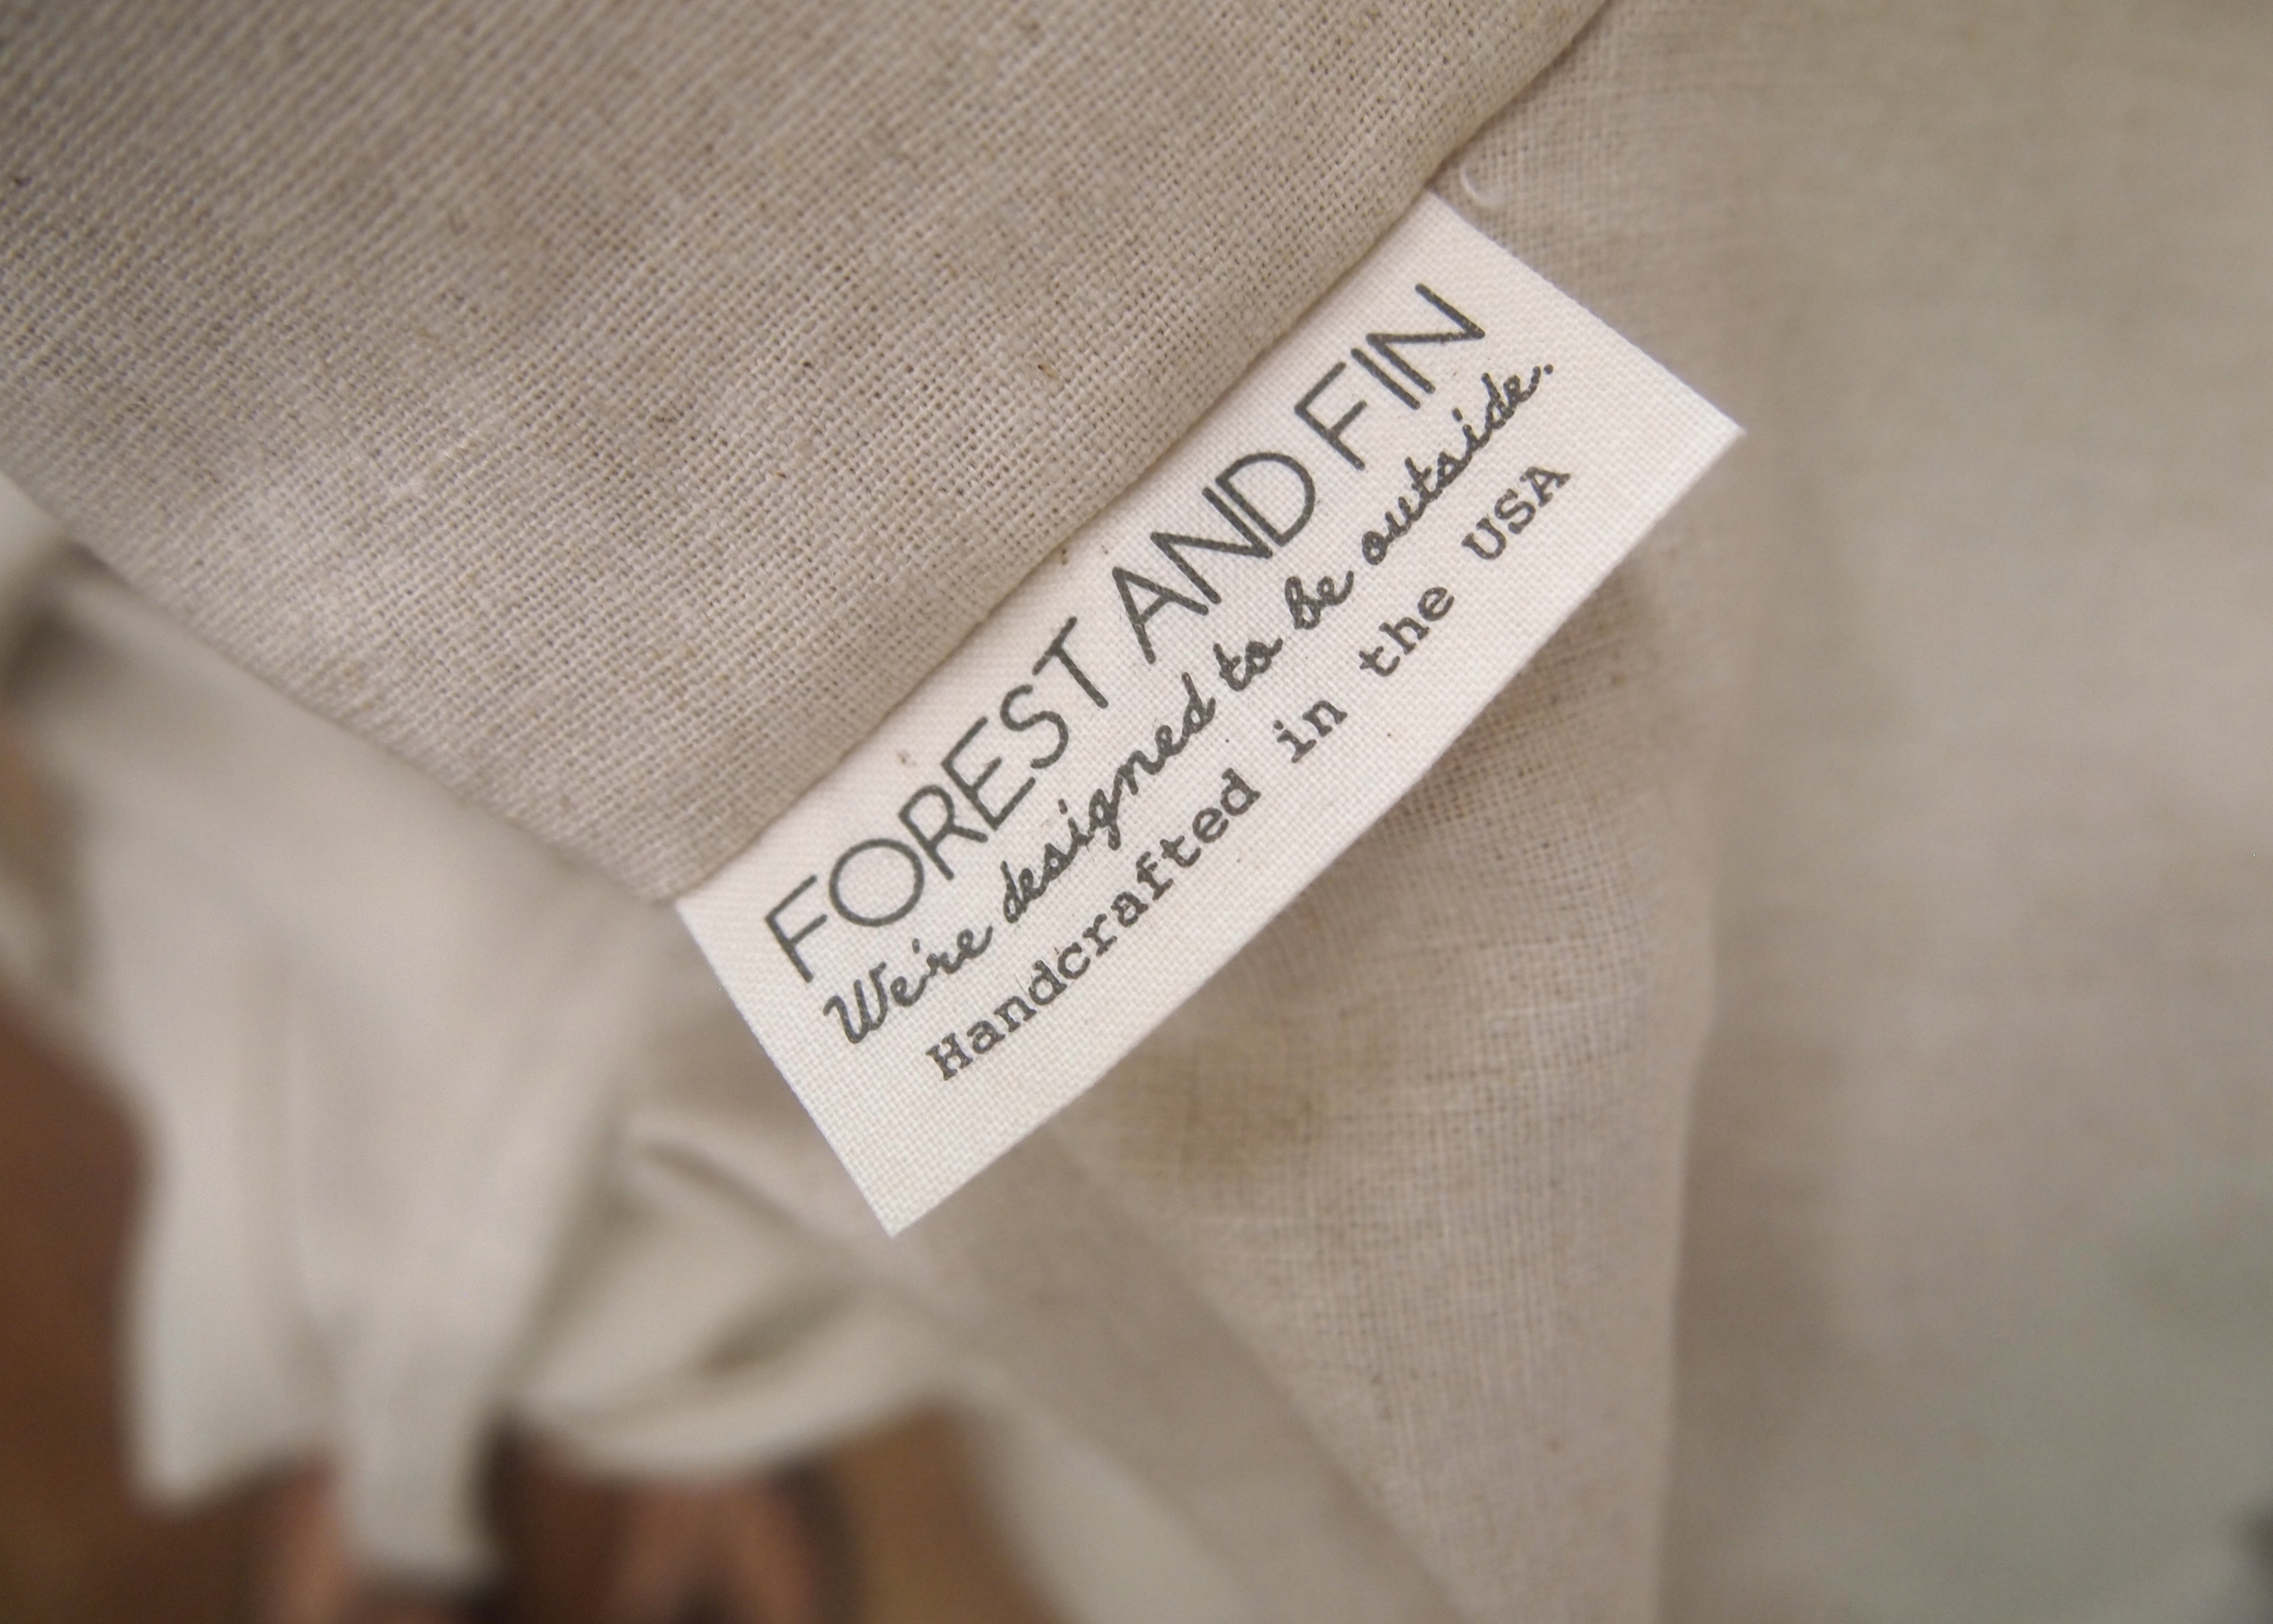 FOREST AND FIN
We're designed to be outside.
Handcrafted in the USA